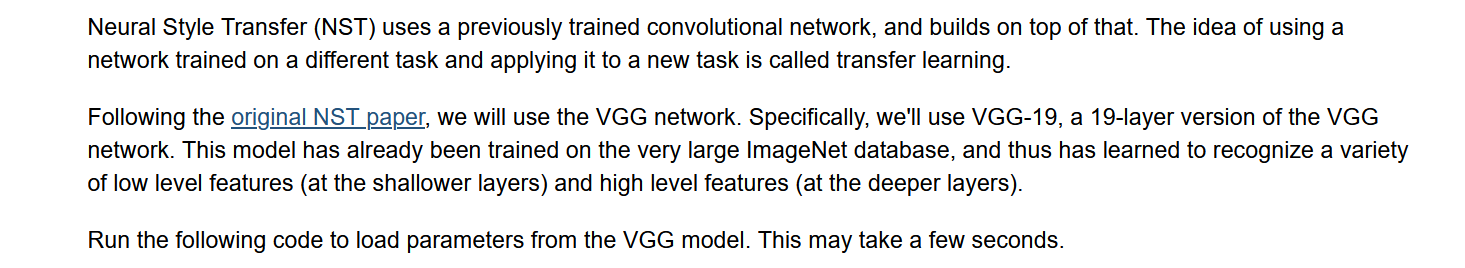 Neural Style Transfer (NST) uses a previously trained convolutional network, and builds on top of that. The idea of using a
network trained on a different task and applying it to a new task is called transfer learning.
Following the original NST paper, we will use the VGG network. Specifically, we'll use VGG-19, a 19-layer version of the VGG
network. This model has already been trained on the very large ImageNet database, and thus has learned to recognize a variety
of low level features (at the shallower layers) and high level features (at the deeper layers).
Run the following code to load parameters from the VGG model. This may take a few seconds.